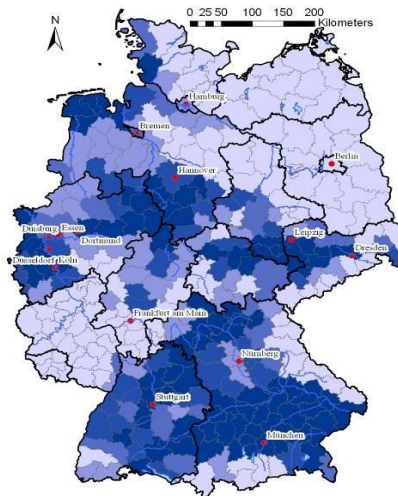 N
0 25 50 100 150 200
Kilometers
Hamburg
Bremen
Berlin
Hannover
Duisburg Essen
Dortmund
Leipzig
Dresden
Düsseldorf Köln
Frankfurt am Main
Nürnberg
Stuttgart
München